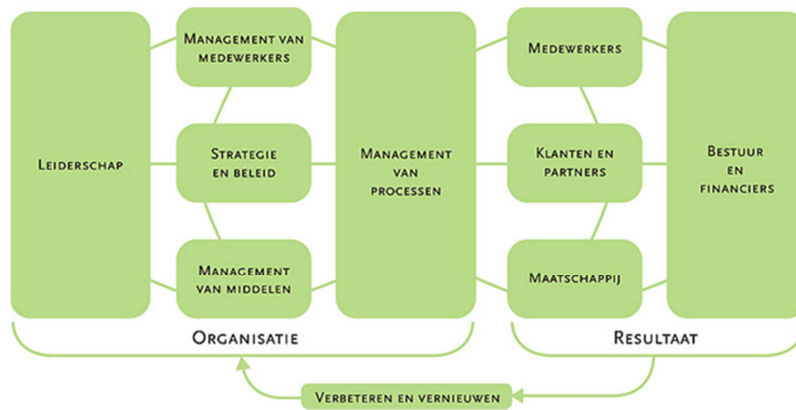 Leiderschap
Management van
medewerkers
Strategie
en beleid
Management
van middelen
Management
van
processen
Medewerkers
Klanten en
partners
Maatschappij
Bestuur
en
financiers
Organisatie
Resultaat
Verbeteren en vernieuwen